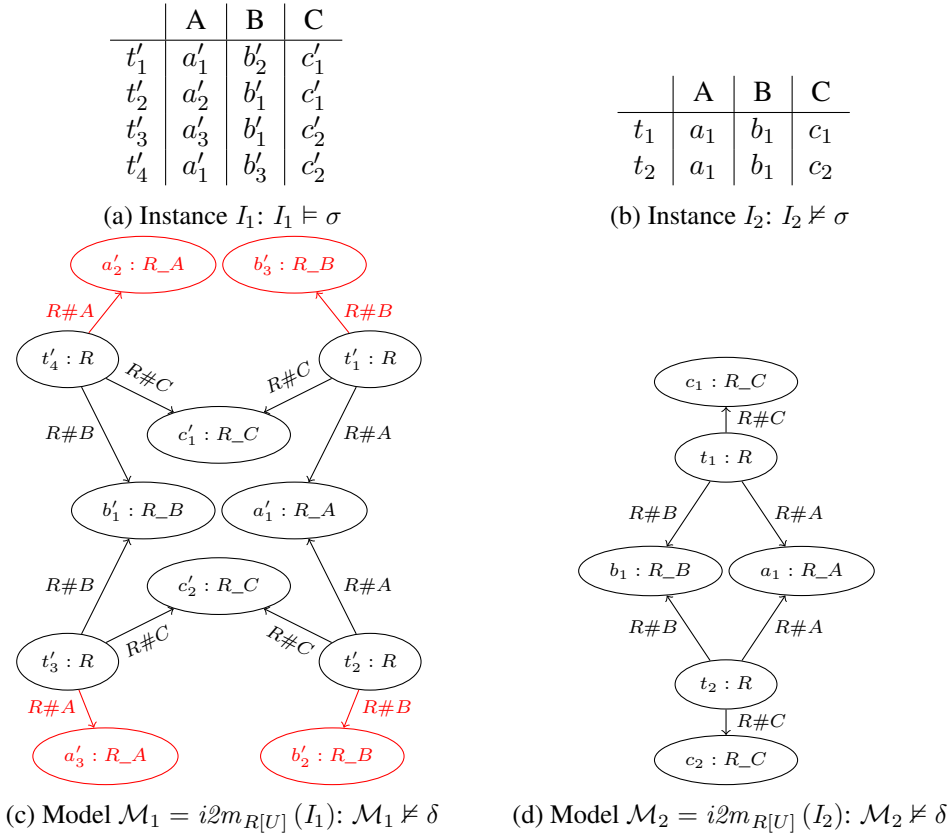 A B C
t′₁ a′₁ b′₂ c′₁
t′₂ a′₂ b′₁ c′₁
t′₃ a′₃ b′₁ c′₂
t′₄ a′₁ b′₃ c′₂
(a) Instance I₁: I₁ ⊨ σ
A B C
t₁ a₁ b₁ c₁
t₂ a₁ b₁ c₂
(b) Instance I₂: I₂ ⊭ σ
a′₂ : R_A b′₃ : R_B
R#A R#B
t′₄ : R t′₁ : R
R#C R#C
c′₁ : R_C
R#B R#A
b′₁ : R_B a′₁ : R_A
R#B R#A
c′₂ : R_C
R#C R#C
t′₃ : R t′₂ : R
R#A R#B
a′₃ : R_A b′₂ : R_B
(c) Model ℳ₁ = i2m_R[U] (I₁): ℳ₁ ⊭ δ
c₁ : R_C
R#C
t₁ : R
R#B R#A
b₁ : R_B a₁ : R_A
R#B R#A
t₂ : R
R#C
c₂ : R_C
(d) Model ℳ₂ = i2m_R[U] (I₂): ℳ₂ ⊭ δ